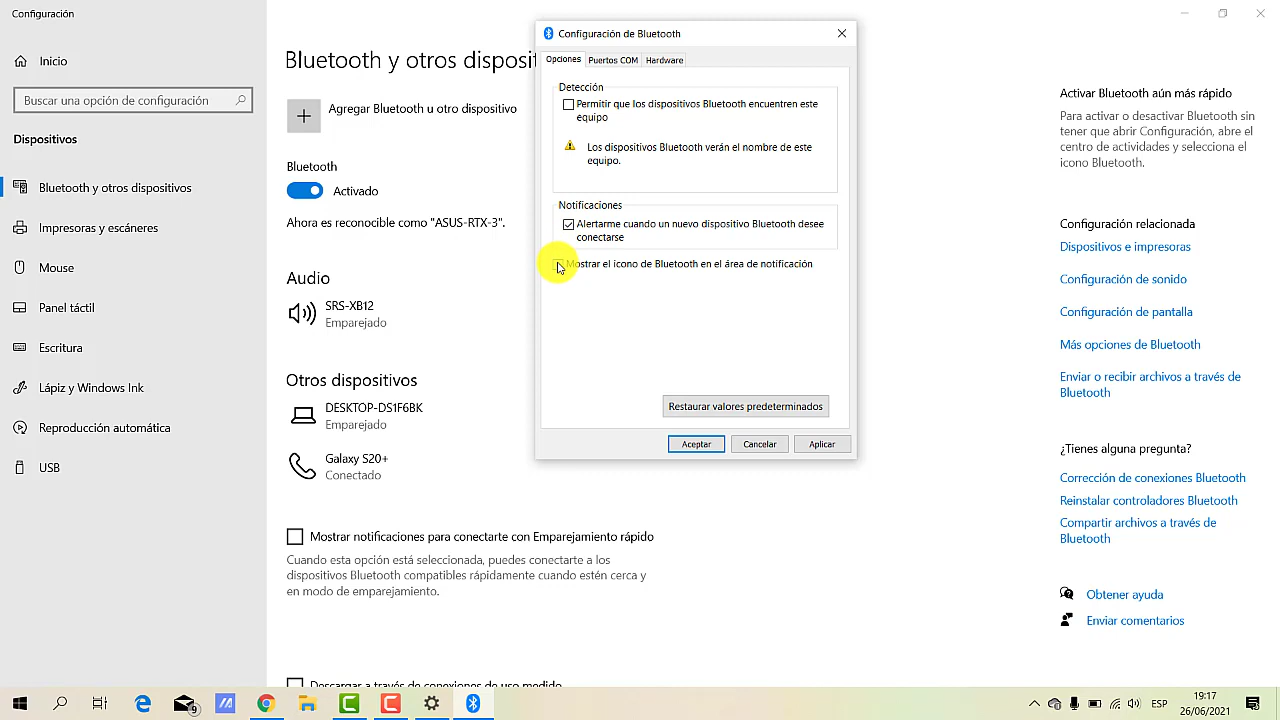 Configuración
Inicio
Buscar una opción de configuración
Dispositivos
Bluetooth y otros dispositivos
Impresoras y escáneres
Mouse
Panel táctil
Escritura
Lápiz y Windows Ink
Reproducción automática
USB
Bluetooth y otros disposit
Agregar Bluetooth u otro dispositivo
Bluetooth
Activado
Ahora es reconocible como "ASUS-RTX-3".
Audio
SRS-XB12
Emparejado
Otros dispositivos
DESKTOP-DS1F6BK
Emparejado
Galaxy S20+
Conectado
Mostrar notificaciones para conectarte con Emparejamiento rápido
Cuando esta opción está seleccionada, puedes conectarte a los
dispositivos Bluetooth compatibles rápidamente cuando estén cerca y
en modo de emparejamiento.
Descargar a través de conexiones de uso medido
Configuración de Bluetooth
Opciones
Puertos COM
Hardware
Detección
Permitir que los dispositivos Bluetooth encuentren este
equipo
Los dispositivos Bluetooth verán el nombre de este
equipo.
Notificaciones
Alertarme cuando un nuevo dispositivo Bluetooth desee
conectarse
Mostrar el icono de Bluetooth en el área de notificación
Restaurar valores predeterminados
Aceptar
Cancelar
Aplicar
Activar Bluetooth aún más rápido
Para activar o desactivar Bluetooth sin
tener que abrir Configuración, abre el
centro de actividades y selecciona el
icono Bluetooth.
Configuración relacionada
Dispositivos e impresoras
Configuración de sonido
Configuración de pantalla
Más opciones de Bluetooth
Enviar o recibir archivos a través de
Bluetooth
¿Tienes alguna pregunta?
Corrección de conexiones Bluetooth
Reinstalar controladores Bluetooth
Compartir archivos a través de
Bluetooth
Obtener ayuda
Enviar comentarios
9
ESP
19:17
26/06/2021